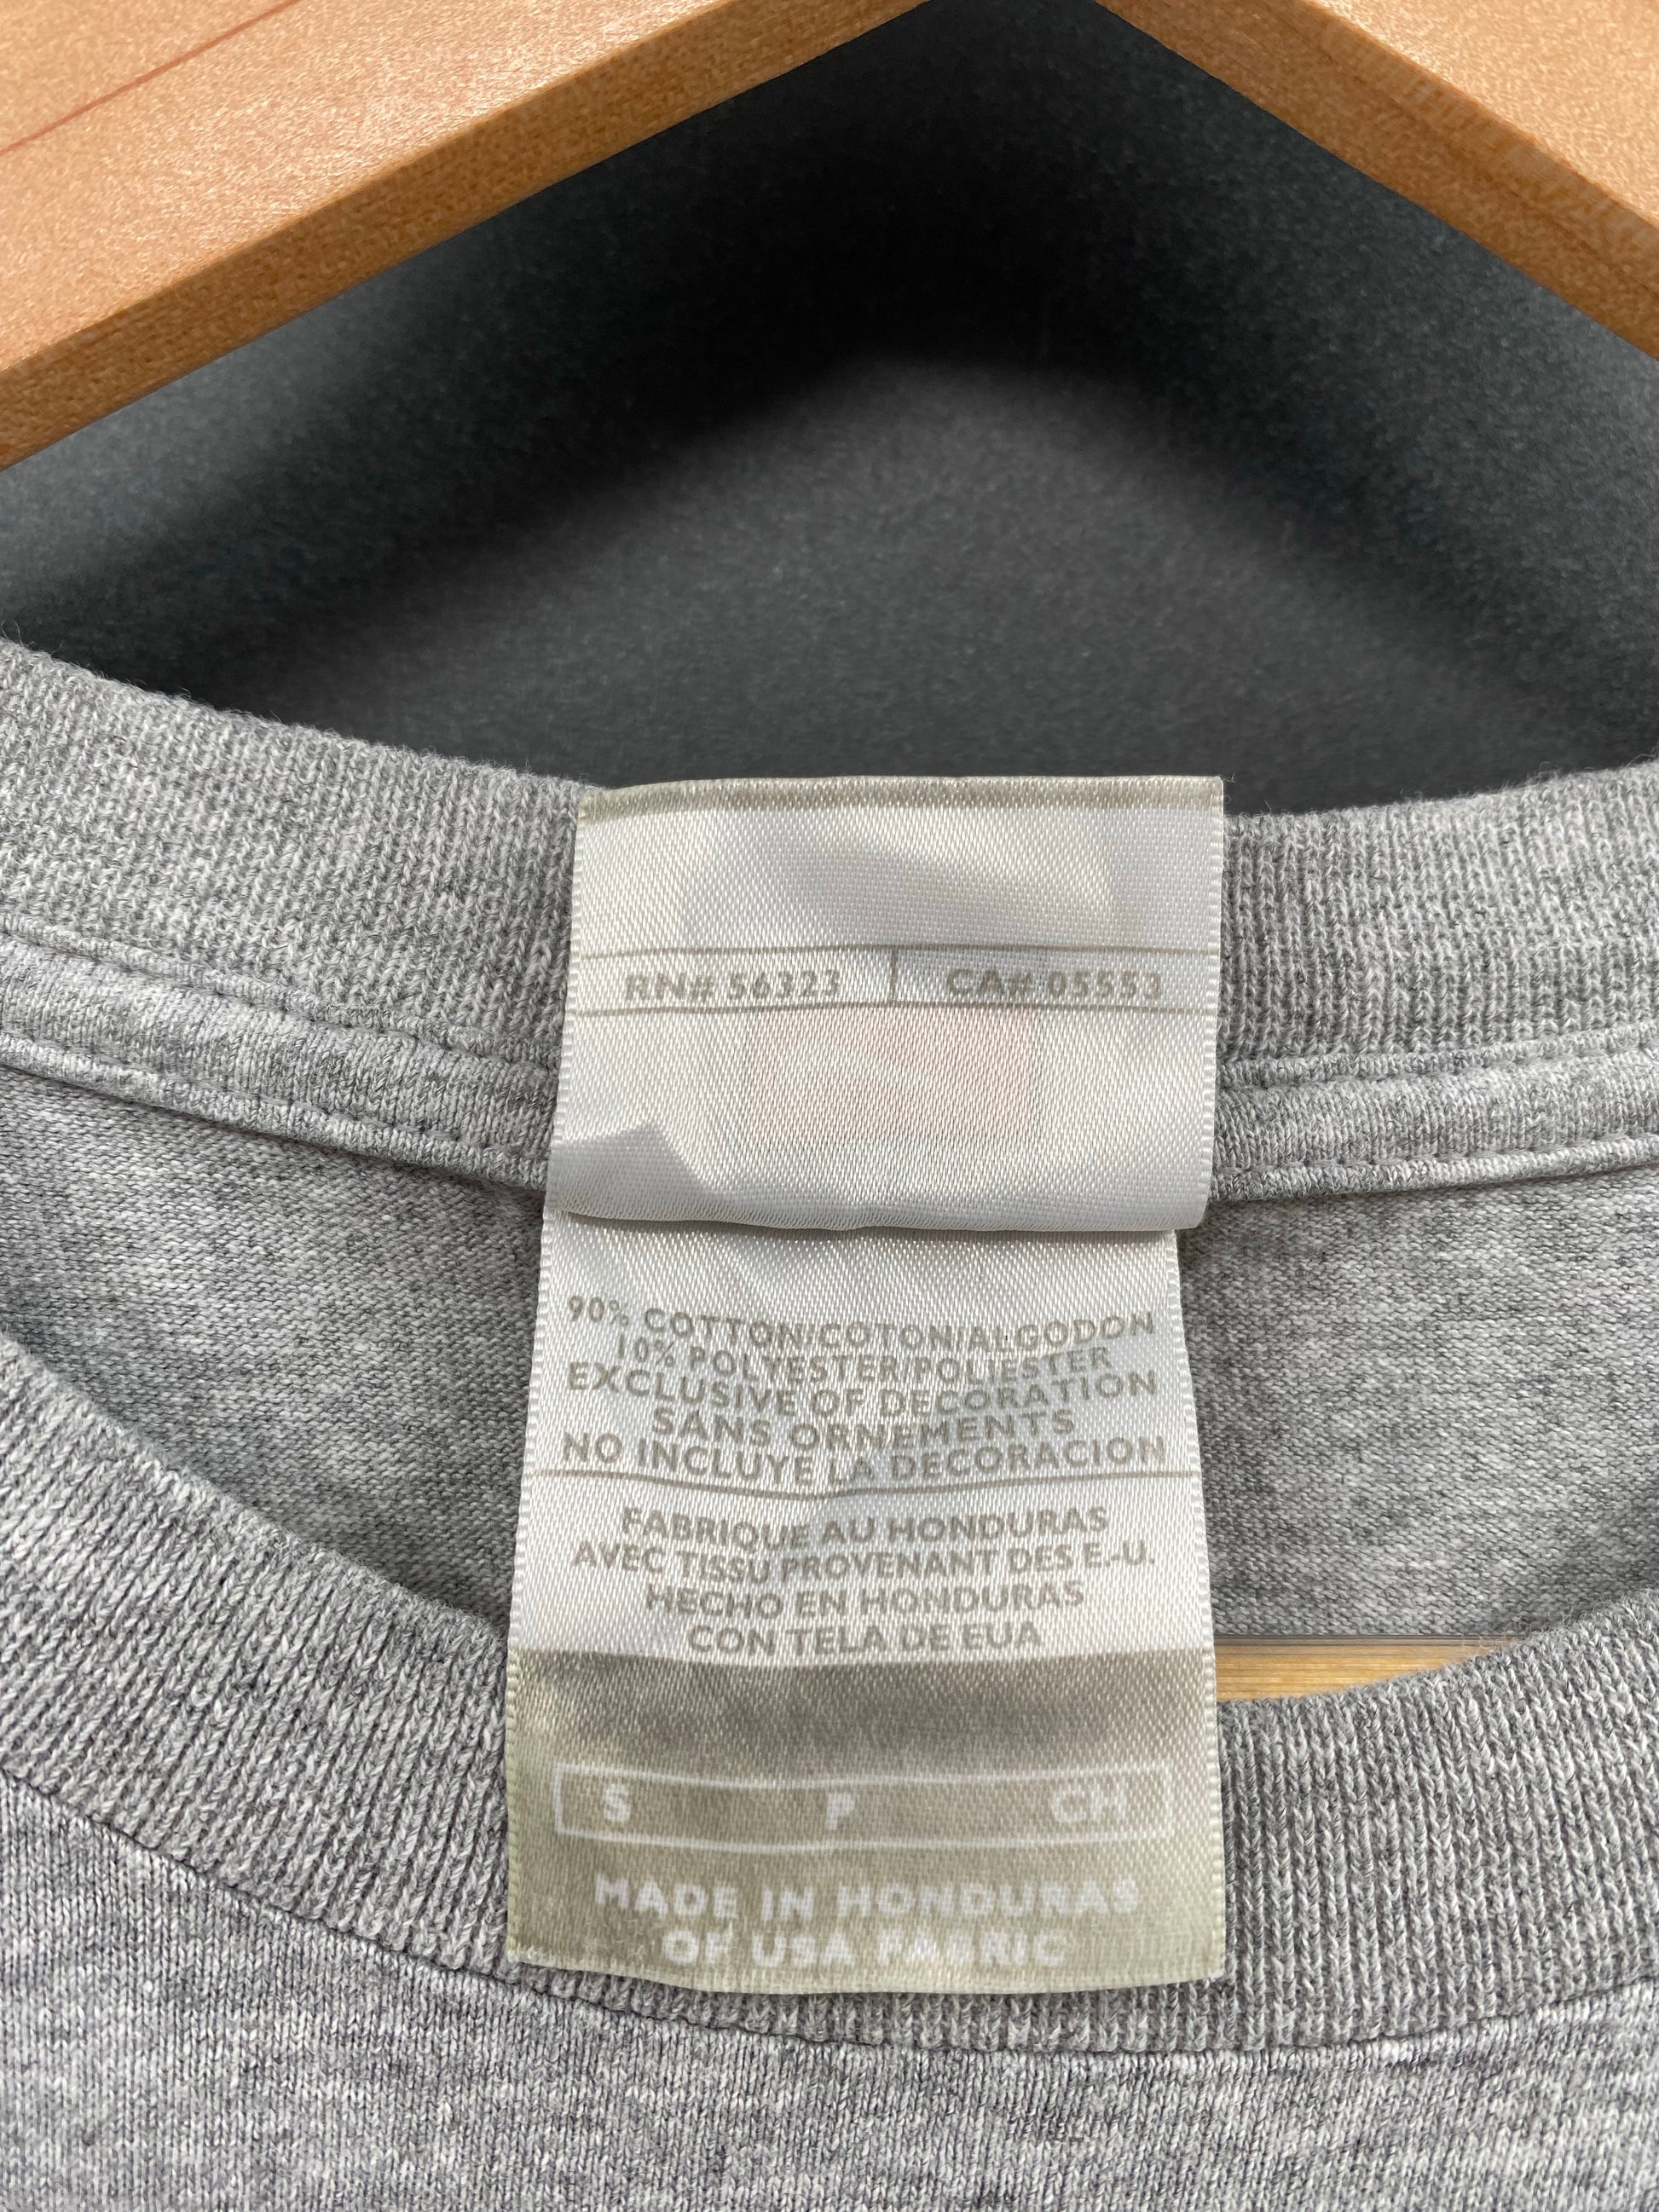 RN# 56323 | CA# 05553
90% COTTON/COTON/ALGODON
10% POLYESTER/POLIESTER
EXCLUSIVE OF DECORATION
SANS ORNEMENTS
NO INCLUYE LA DECORACION
FABRIQUE AU HONDURAS
AVEC TISSU PROVENANT DES E.-U.
HECHO EN HONDURAS
CON TELA DE EUA
S P CH
MADE IN HONDURAS
OF USA FABRIC